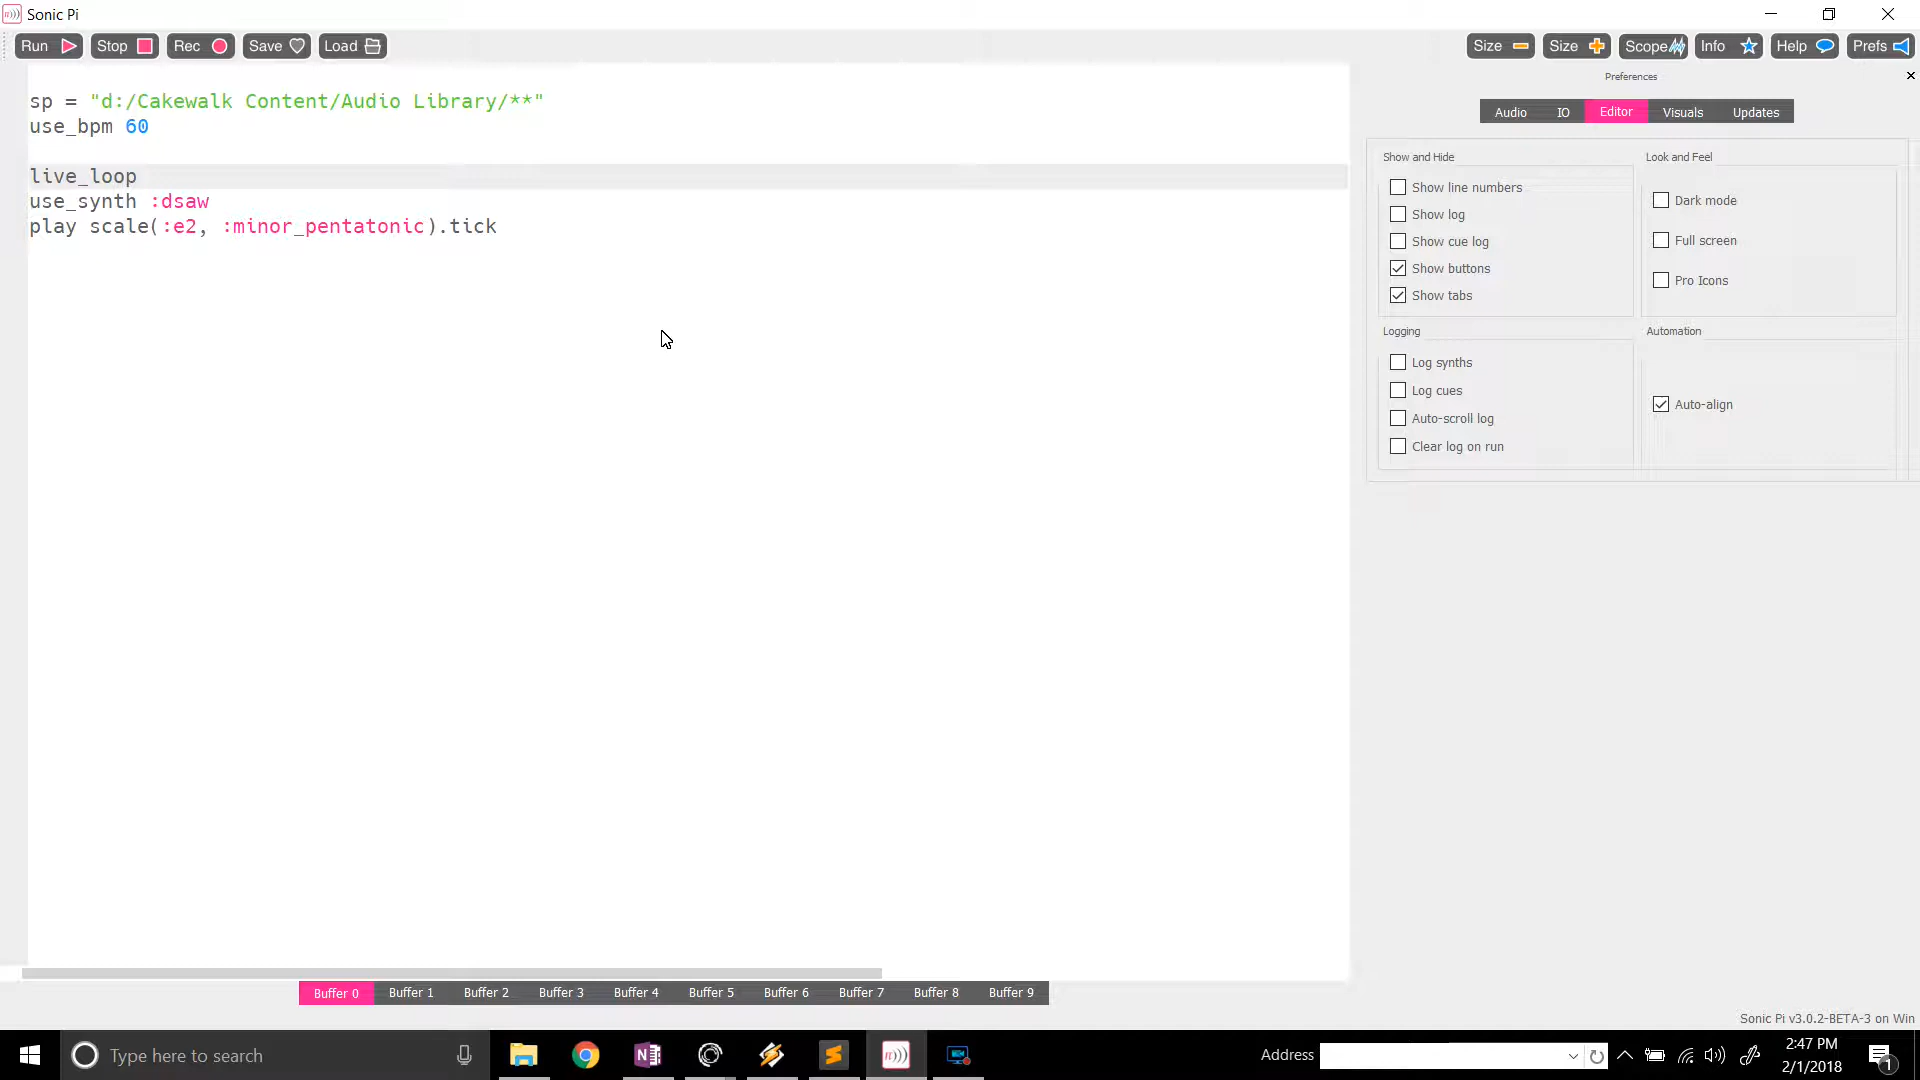 Sonic Pi
Run Stop Rec Save Load Size Size Scope Info Help Prefs
sp = "d:/Cakewalk Content/Audio Library/**"
use_bpm 60
live_loop
use_synth :dsaw
play scale(:e2, :minor_pentatonic).tick
Preferences
Audio IO Editor Visuals Updates
Show and Hide
Show line numbers
Show log
Show cue log
Show buttons
Show tabs
Look and Feel
Dark mode
Full screen
Pro Icons
Logging
Log synths
Log cues
Auto-scroll log
Clear log on run
Automation
Auto-align
Buffer 0 Buffer 1 Buffer 2 Buffer 3 Buffer 4 Buffer 5 Buffer 6 Buffer 7 Buffer 8 Buffer 9
Sonic Pi v3.0.2-BETA-3 on Win
Type here to search
Address
2:47 PM
2/1/2018
1